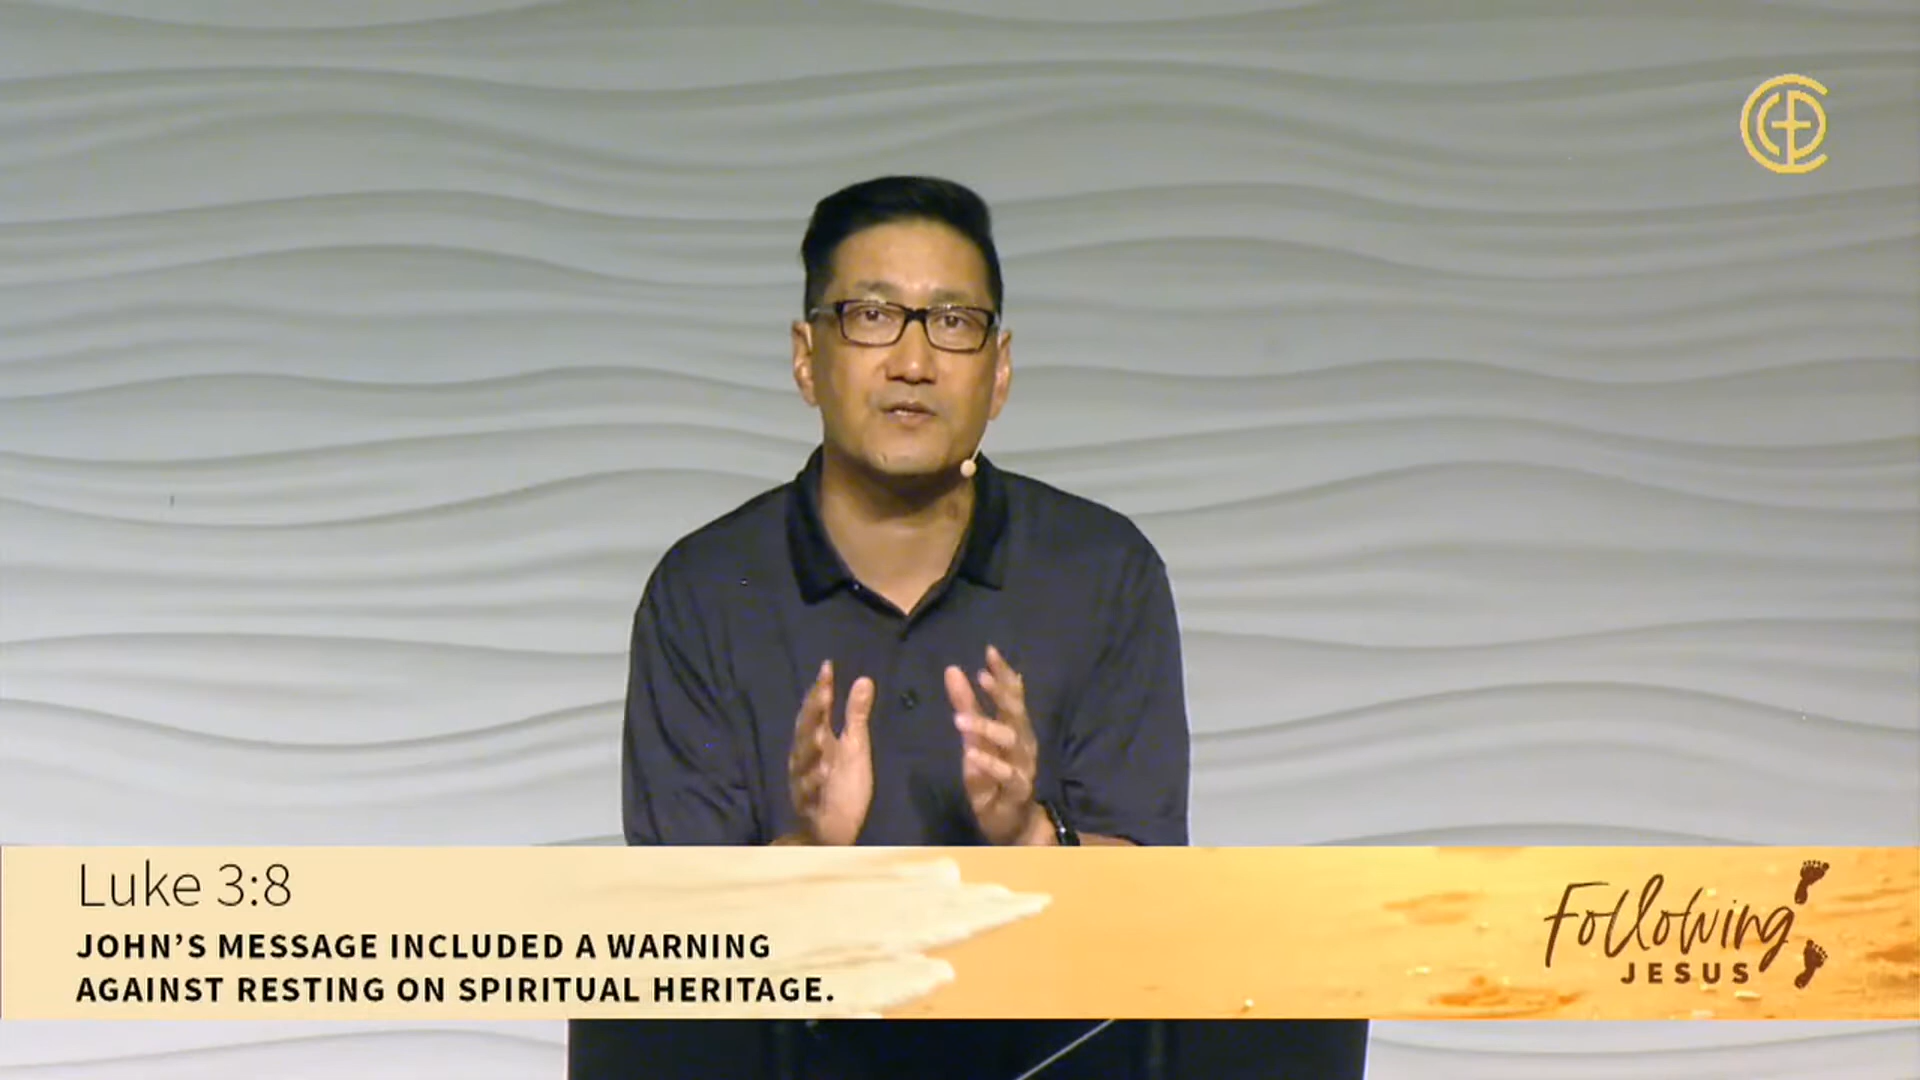 Luke 3:8
JOHN’S MESSAGE INCLUDED A WARNING
AGAINST RESTING ON SPIRITUAL HERITAGE.
Following
JESUS